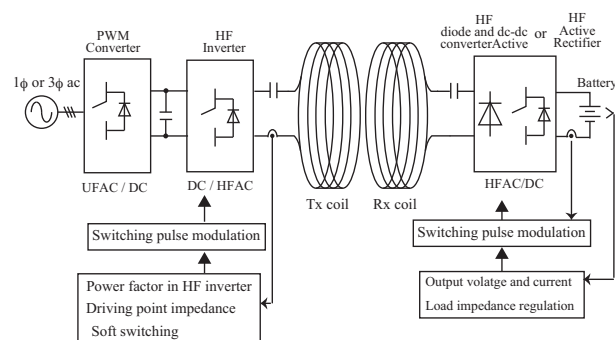 PWM
Converter
HF
Inverter
HF
diode and dc-dc
converterActive
or
HF
Active
Rectifier
1ϕ or 3ϕ ac
Battery
UFAC / DC
DC / HFAC
Tx coil
Rx coil
HFAC/DC
Switching pulse modulation
Switching pulse modulation
Power factor in HF inverter
Driving point impedance
Soft switching
Output volatge and current
Load impedance regulation